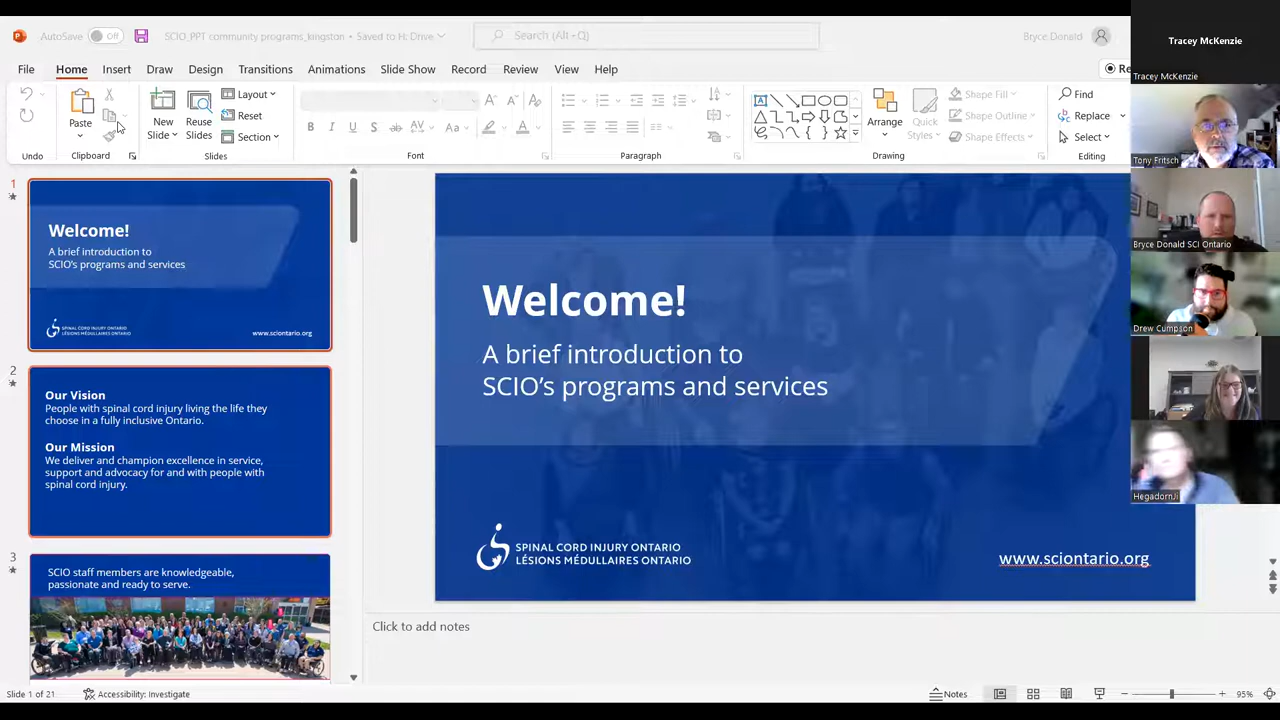 AutoSave
Off
SCIO_PPT community programs_kingston • Saved to H: Drive
Search (Alt - Q)
Bryce Donald
File
Home
Insert
Draw
Design
Transitions
Animations
Slide Show
Record
Review
View
Help
Re
Paste
New
Slide
Reuse
Slides
Layout
Reset
Section
B
I
U
S
ab
AV
Aa
A
Arrange
Quick
Styles
Shape Fill
Shape Outline
Shape Effects
Find
Replace
Select
Undo
Clipboard
Slides
Font
Paragraph
Drawing
Editing
1
Welcome!
A brief introduction to
SCIO's programs and services
SPINAL CORD INJURY ONTARIO
LÉSIONS MÉDULLAIRES ONTARIO
www.sciontario.org
2
Our Vision
People with spinal cord injury living the life they
choose in a fully inclusive Ontario.
Our Mission
We deliver and champion excellence in service,
support and advocacy for and with people with
spinal cord injury.
3
SCIO staff members are knowledgeable,
passionate and ready to serve.
Welcome!
A brief introduction to
SCIO's programs and services
SPINAL CORD INJURY ONTARIO
LÉSIONS MÉDULLAIRES ONTARIO
www.sciontario.org
Click to add notes
Slide 1 of 21
Accessibility: Investigate
Notes
95%
Tracey McKenzie
Tracey McKenzie
Tony Fritsch
Bryce Donald SCI Ontario
Drew Cumpson
HegadornJi